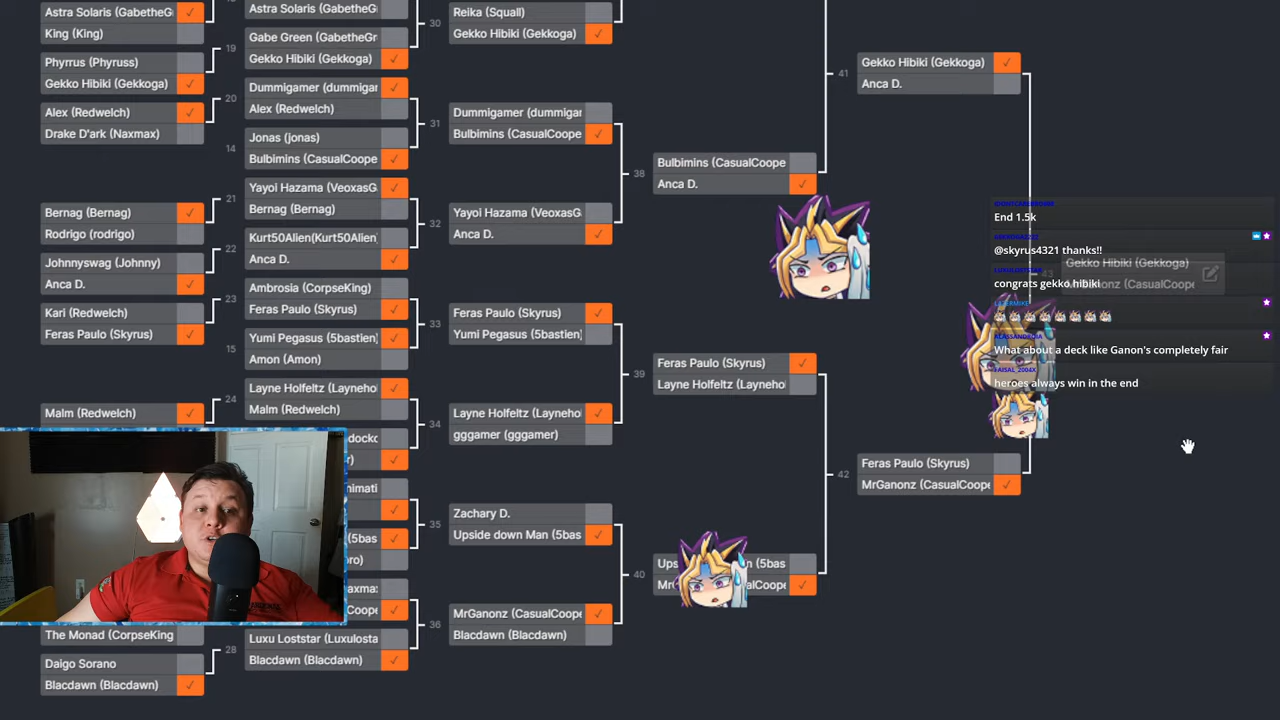 Astra Solaris (GabetheG
King (King)
19
Phyrrus (Phyruss)
Gekko Hibiki (Gekkoga)
20
Alex (Redwelch)
Drake D'ark (Naxmax)
14
21
Bernag (Bernag)
Rodrigo (rodrigo)
22
Johnnyswag (Johnny)
Anca D.
23
Kari (Redwelch)
Feras Paulo (Skyrus)
15
24
Malm (Redwelch)
The Monad (CorpseKing
28
Daigo Sorano
Blacdawn (Blacdawn)
Astra Solaris (GabetheG
30
Gabe Green (GabetheGr
Gekko Hibiki (Gekkoga)
Dummigamer (dummigar
Alex (Redwelch)
31
Jonas (jonas)
Bulbimins (CasualCoope
Yayoi Hazama (VeoxasG
Bernag (Bernag)
32
Kurt50Alien(Kurt50Alien)
Anca D.
Ambrosia (CorpseKing)
Feras Paulo (Skyrus)
33
Yumi Pegasus (5bastien)
Amon (Amon)
Layne Holfeltz (Layneho
Malm (Redwelch)
34
35
36
Luxu Loststar (Luxulosta
Blacdawn (Blacdawn)
Reika (Squall)
Gekko Hibiki (Gekkoga)
Dummigamer (dummigar
Bulbimins (CasualCoope
38
Yayoi Hazama (VeoxasG
Anca D.
Feras Paulo (Skyrus)
Yumi Pegasus (5bastien)
39
Layne Holfeltz (Layneho
gggamer (gggamer)
Zachary D.
Upside down Man (5bas
40
MrGanonz (CasualCoope
Blacdawn (Blacdawn)
41
Bulbimins (CasualCoope
Anca D.
Feras Paulo (Skyrus)
Layne Holfeltz (Layneho
42
Gekko Hibiki (Gekkoga)
Anca D.
Feras Paulo (Skyrus)
MrGanonz (CasualCoope
Gekko Hibiki (Gekkoga)
End 1.5k
@skyrus4321 thanks!!
congrats gekko hibiki
What about a deck like Ganon's completely fair
heroes always win in the end